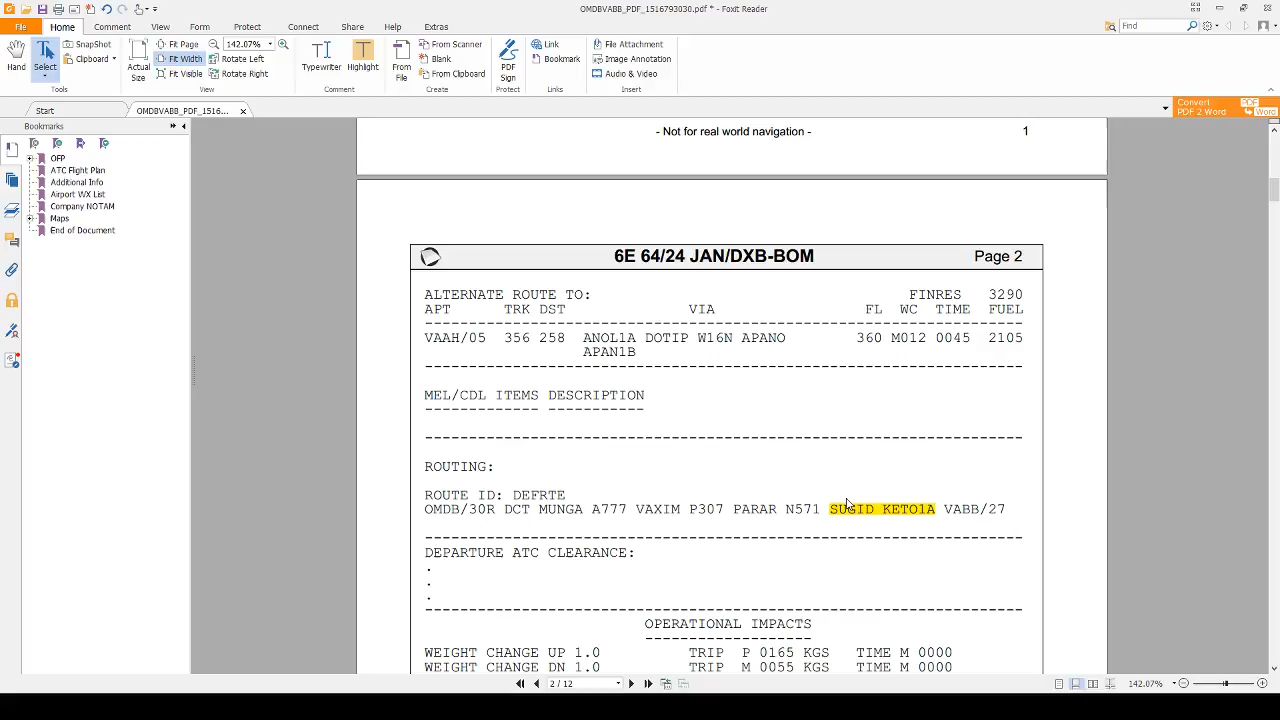 OMDBVABB_PDF_1516793030.pdf * - Foxit Reader
File Home Comment View Form Protect Connect Share Help Extras
Find
Hand
Select
SnapShot
Clipboard
Tools
Actual Size
Fit Page
Fit Width
Fit Visible
142.07%
Rotate Left
Rotate Right
View
Typewriter
Highlight
Comment
From File
From Scanner
Blank
From Clipboard
Create
PDF Sign
Protect
Link
Bookmark
Links
File Attachment
Image Annotation
Audio & Video
Insert
Start
OMDBVABB_PDF_1516...
Convert PDF
PDF 2 Word Word
Bookmarks
OFP
ATC Flight Plan
Additional Info
Airport WX List
Company NOTAM
Maps
End of Document
- Not for real world navigation - 1
6E 64/24 JAN/DXB-BOM Page 2
ALTERNATE ROUTE TO: FINRES 3290
APT TRK DST VIA FL WC TIME FUEL
--------------------------------------------------------------------
VAAH/05 356 258 ANOL1A DOTIP W16N APANO 360 M012 0045 2105
APAN1B
--------------------------------------------------------------------
MEL/CDL ITEMS DESCRIPTION
------------- -----------
--------------------------------------------------------------------
ROUTING:
ROUTE ID: DEFRTE
OMDB/30R DCT MUNGA A777 VAXIM P307 PARAR N571 SUGID KETO1A VABB/27
--------------------------------------------------------------------
DEPARTURE ATC CLEARANCE:
.
.
.
--------------------------------------------------------------------
OPERATIONAL IMPACTS
-------------------
WEIGHT CHANGE UP 1.0 TRIP P 0165 KGS TIME M 0000
WEIGHT CHANGE DN 1.0 TRIP M 0055 KGS TIME M 0000
2 / 12
142.07%